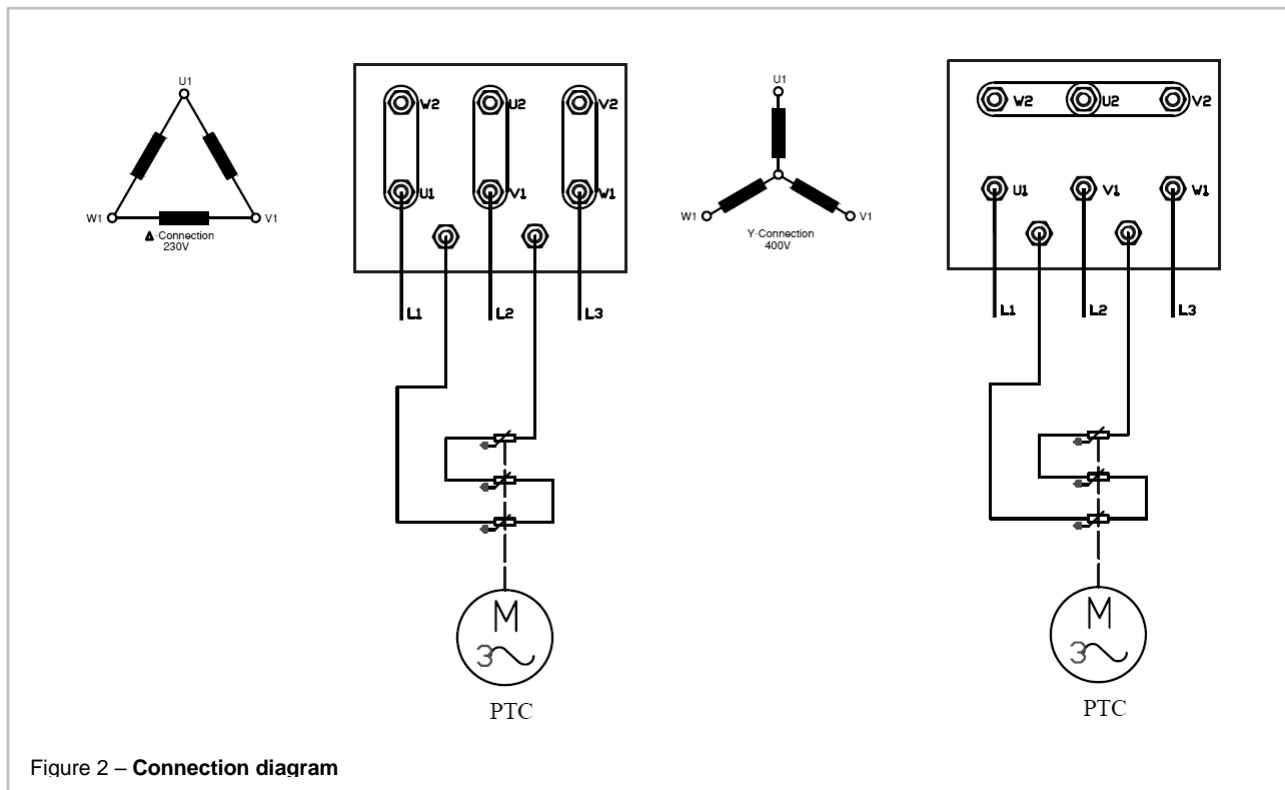 U1
W1
V1
Δ-Connection
230V
W2 U2 V2
U1 V1 W1
L1 L2 L3
M
3~
PTC
U1
W1
V1
Y-Connection
400V
W2 U2 V2
U1 V1 W1
L1 L2 L3
M
3~
PTC
Figure 2 – Connection diagram